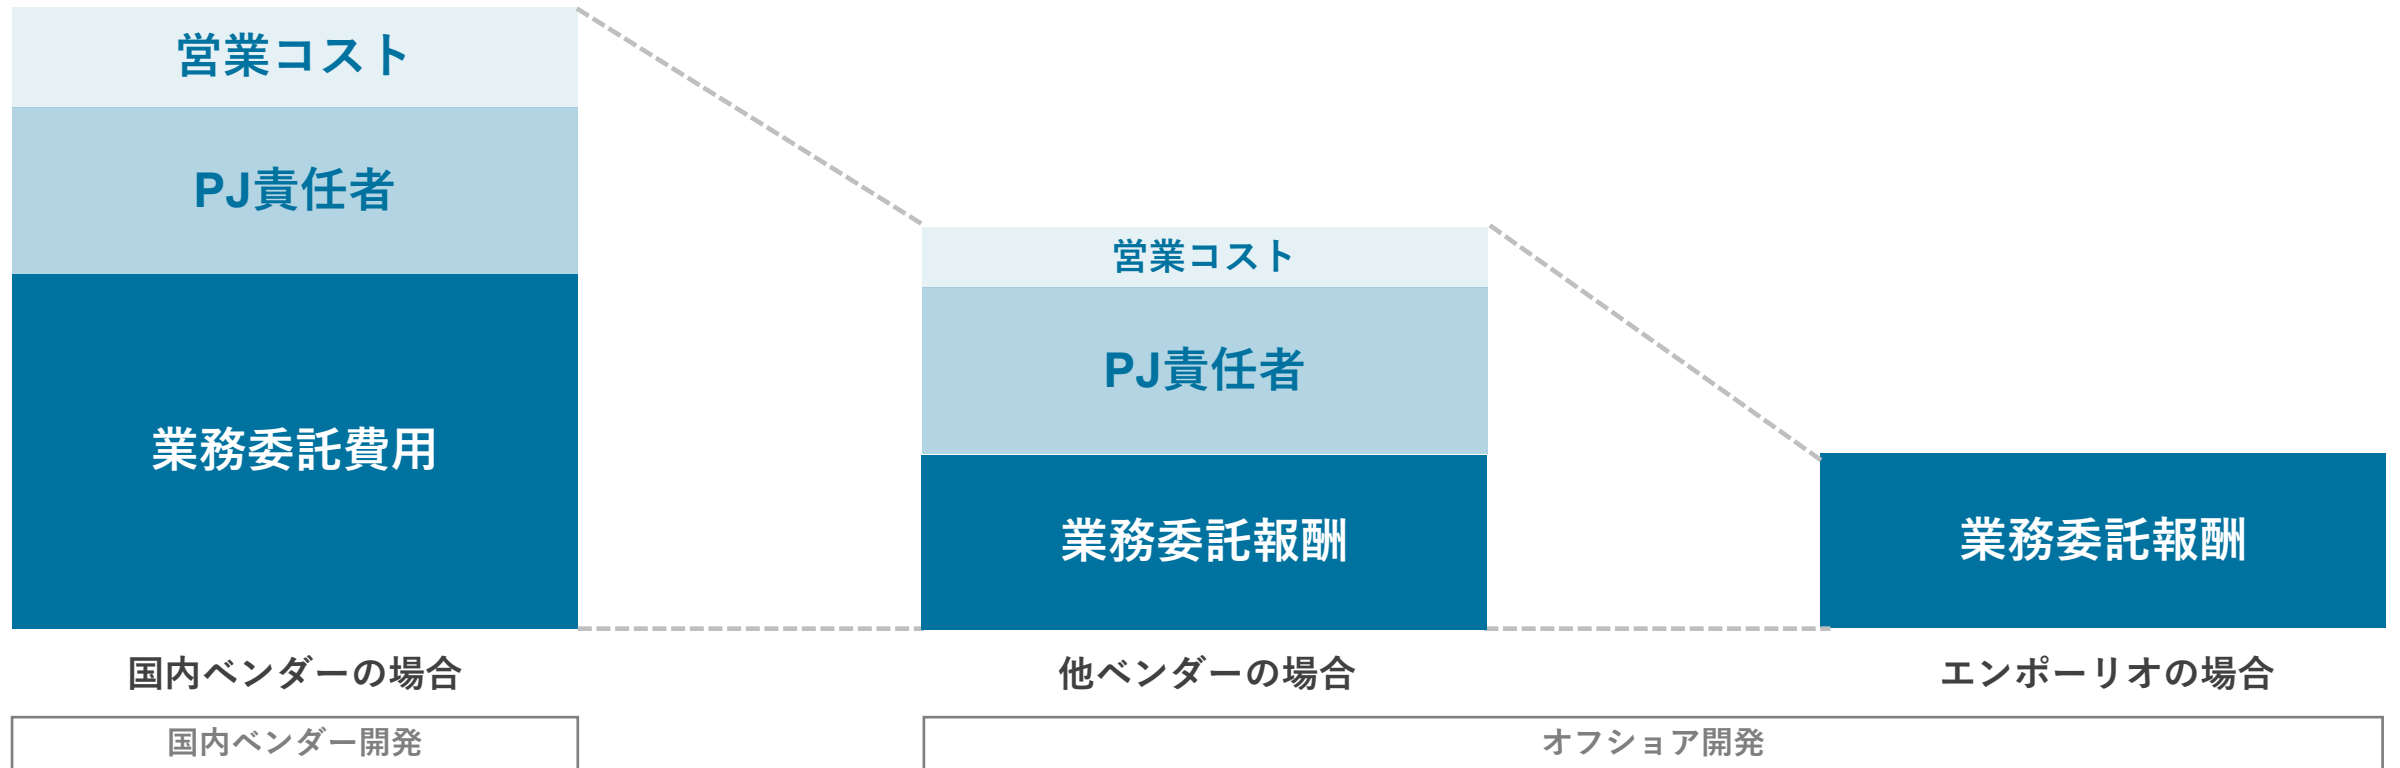 営業コスト
PJ責任者
業務委託費用
国内ベンダーの場合
国内ベンダー開発
営業コスト
PJ責任者
業務委託報酬
他ベンダーの場合
業務委託報酬
エンポーリオの場合
オフショア開発